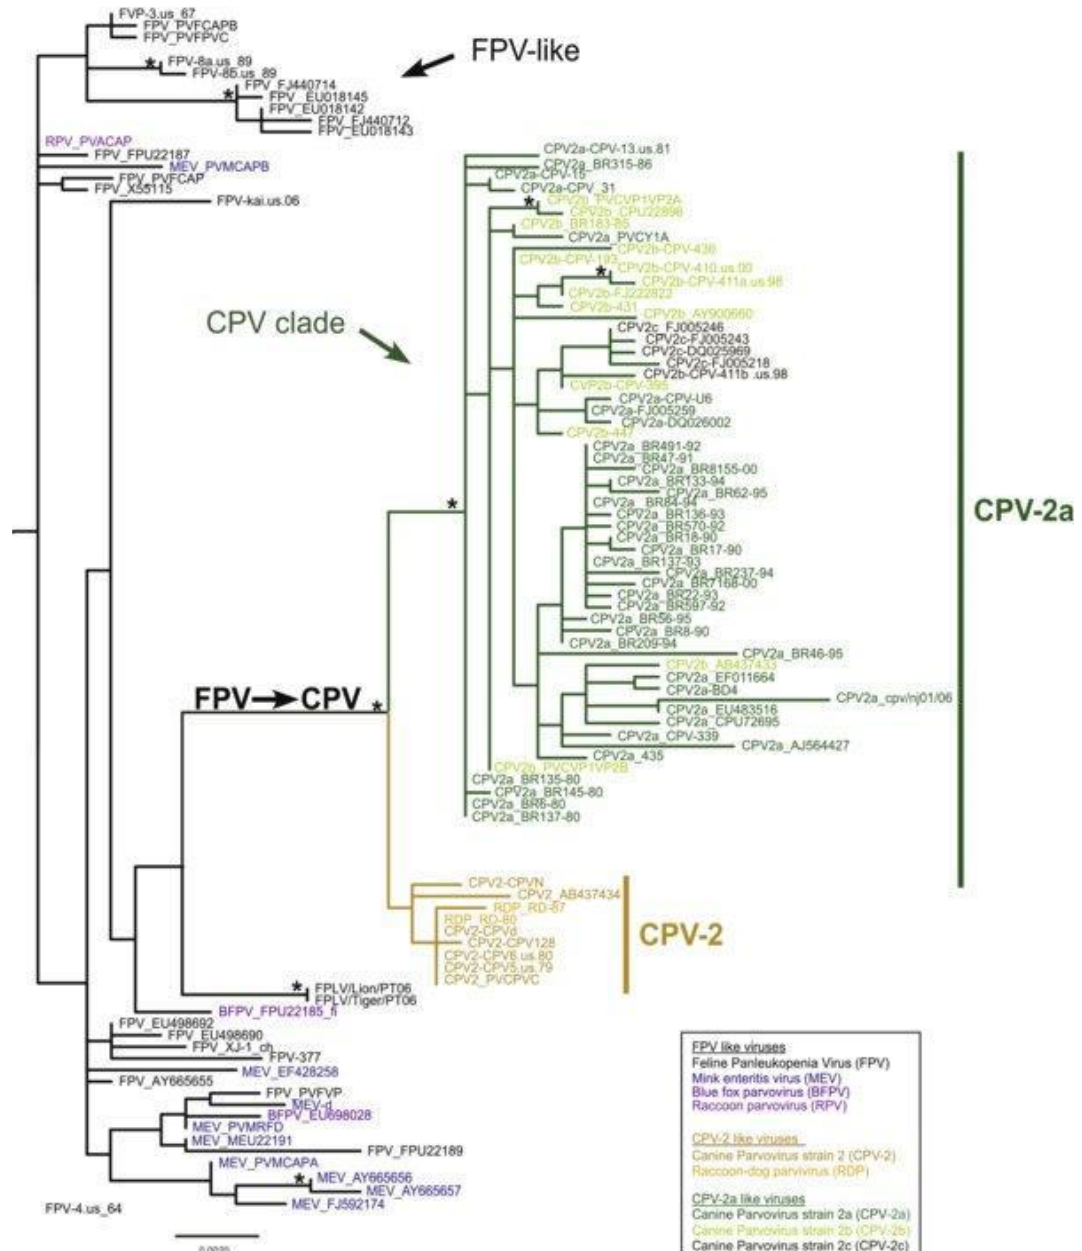 FVP-3.us_67
FPV_PVFCAPB
FPV_PVFPVC
FPV-like
FPV-8a.us_89
FPV-8b.us_89
FPV_FJ440714
FPV_EU018145
FPV_EU018142
FPV_FJ440712
FPV_EU018143
RPV_PVACAP
FPV_FPU22187
MEV_PVMCAPB
FPV_PVFCAP
FPV_X55115
FPV-kai.us.06
CPV2a-CPV-13.us.81
CPV2a_BR315-86
CPV2a-CPV-15
CPV2a-CPV_31
CPV2b_PVCVP1VP2A
CPV2b_CPU22896
CPV2b_BR183-85
CPV2a_PVCY1A
CPV2b-CPV-436
CPV2b-CPV-193
CPV2b-CPV-410.us.00
CPV2b-CPV-411a.us.98
CPV2b-FJ222822
CPV2b-431
CPV2b_AY900660
CPV clade
CPV2c_FJ005246
CPV2c-FJ005243
CPV2c-DQ025969
CPV2c-FJ005218
CPV2b-CPV-411b .us.98
CVP2b-CPV-395
CPV2a-CPV-U6
CPV2a-FJ005259
CPV2a-DQ026002
CPV2b-447
CPV2a_BR491-92
CPV2a_BR47-91
CPV2a_BR8155-00
CPV2a_BR133-94
CPV2a_BR62-95
CPV2a_BR84-94
CPV2a_BR136-93
CPV-2a
CPV2a_BR570-92
CPV2a_BR18-90
CPV2a_BR17-90
CPV2a_BR137-93
CPV2a_BR237-94
CPV2a_BR7168-00
CPV2a_BR22-93
CPV2a_BR597-92
CPV2a_BR56-95
CPV2a_BR8-90
CPV2a_BR209-94
CPV2a_BR46-95
CPV2b_AB437433
CPV2a_EF011664
CPV2a-BD4
CPV2a_cpv/nj01/06
FPV→CPV
CPV2a_EU483516
CPV2a_CPU72695
CPV2a_CPV-339
CPV2a_AJ564427
CPV2a_435
CPV2b_PVCVP1VP2B
CPV2a_BR135-80
CPV2a_BR145-80
CPV2a_BR6-80
CPV2a_BR137-80
CPV2-CPVN
CPV2_AB437434
RDP_RD-87
RDP_RD-80
CPV2-CPVd
CPV2-CPV128
CPV-2
CPV2-CPV6.us.80
CPV2-CPV5.us.79
CPV2_PVCPVC
FPLV/Lion/PT06
FPLV/Tiger/PT06
BFPV_FPU22185_fi
FPV_EU498692
FPV_EU498690
FPV_XJ-1_ch
FPV-377
MEV_EF428258
FPV_AY665655
FPV_PVFVP
MEV-d
BFPV_EU698028
MEV_PVMRFD
MEV_MEU22191
FPV_FPU22189
MEV_PVMCAPA
MEV_AY665656
MEV_AY665657
MEV_FJ592174
FPV-4.us_64
0.0020
FPV like viruses
Feline Panleukopenia Virus (FPV)
Mink enteritis virus (MEV)
Blue fox parvovirus (BFPV)
Raccoon parvovirus (RPV)
CPV-2 like viruses
Canine Parvovirus strain 2 (CPV-2)
Raccoon-dog parvivirus (RDP)
CPV-2a like viruses
Canine Parvovirus strain 2a (CPV-2a)
Canine Parvovirus strain 2b (CPV-2b)
Canine Parvovirus strain 2c (CPV-2c)